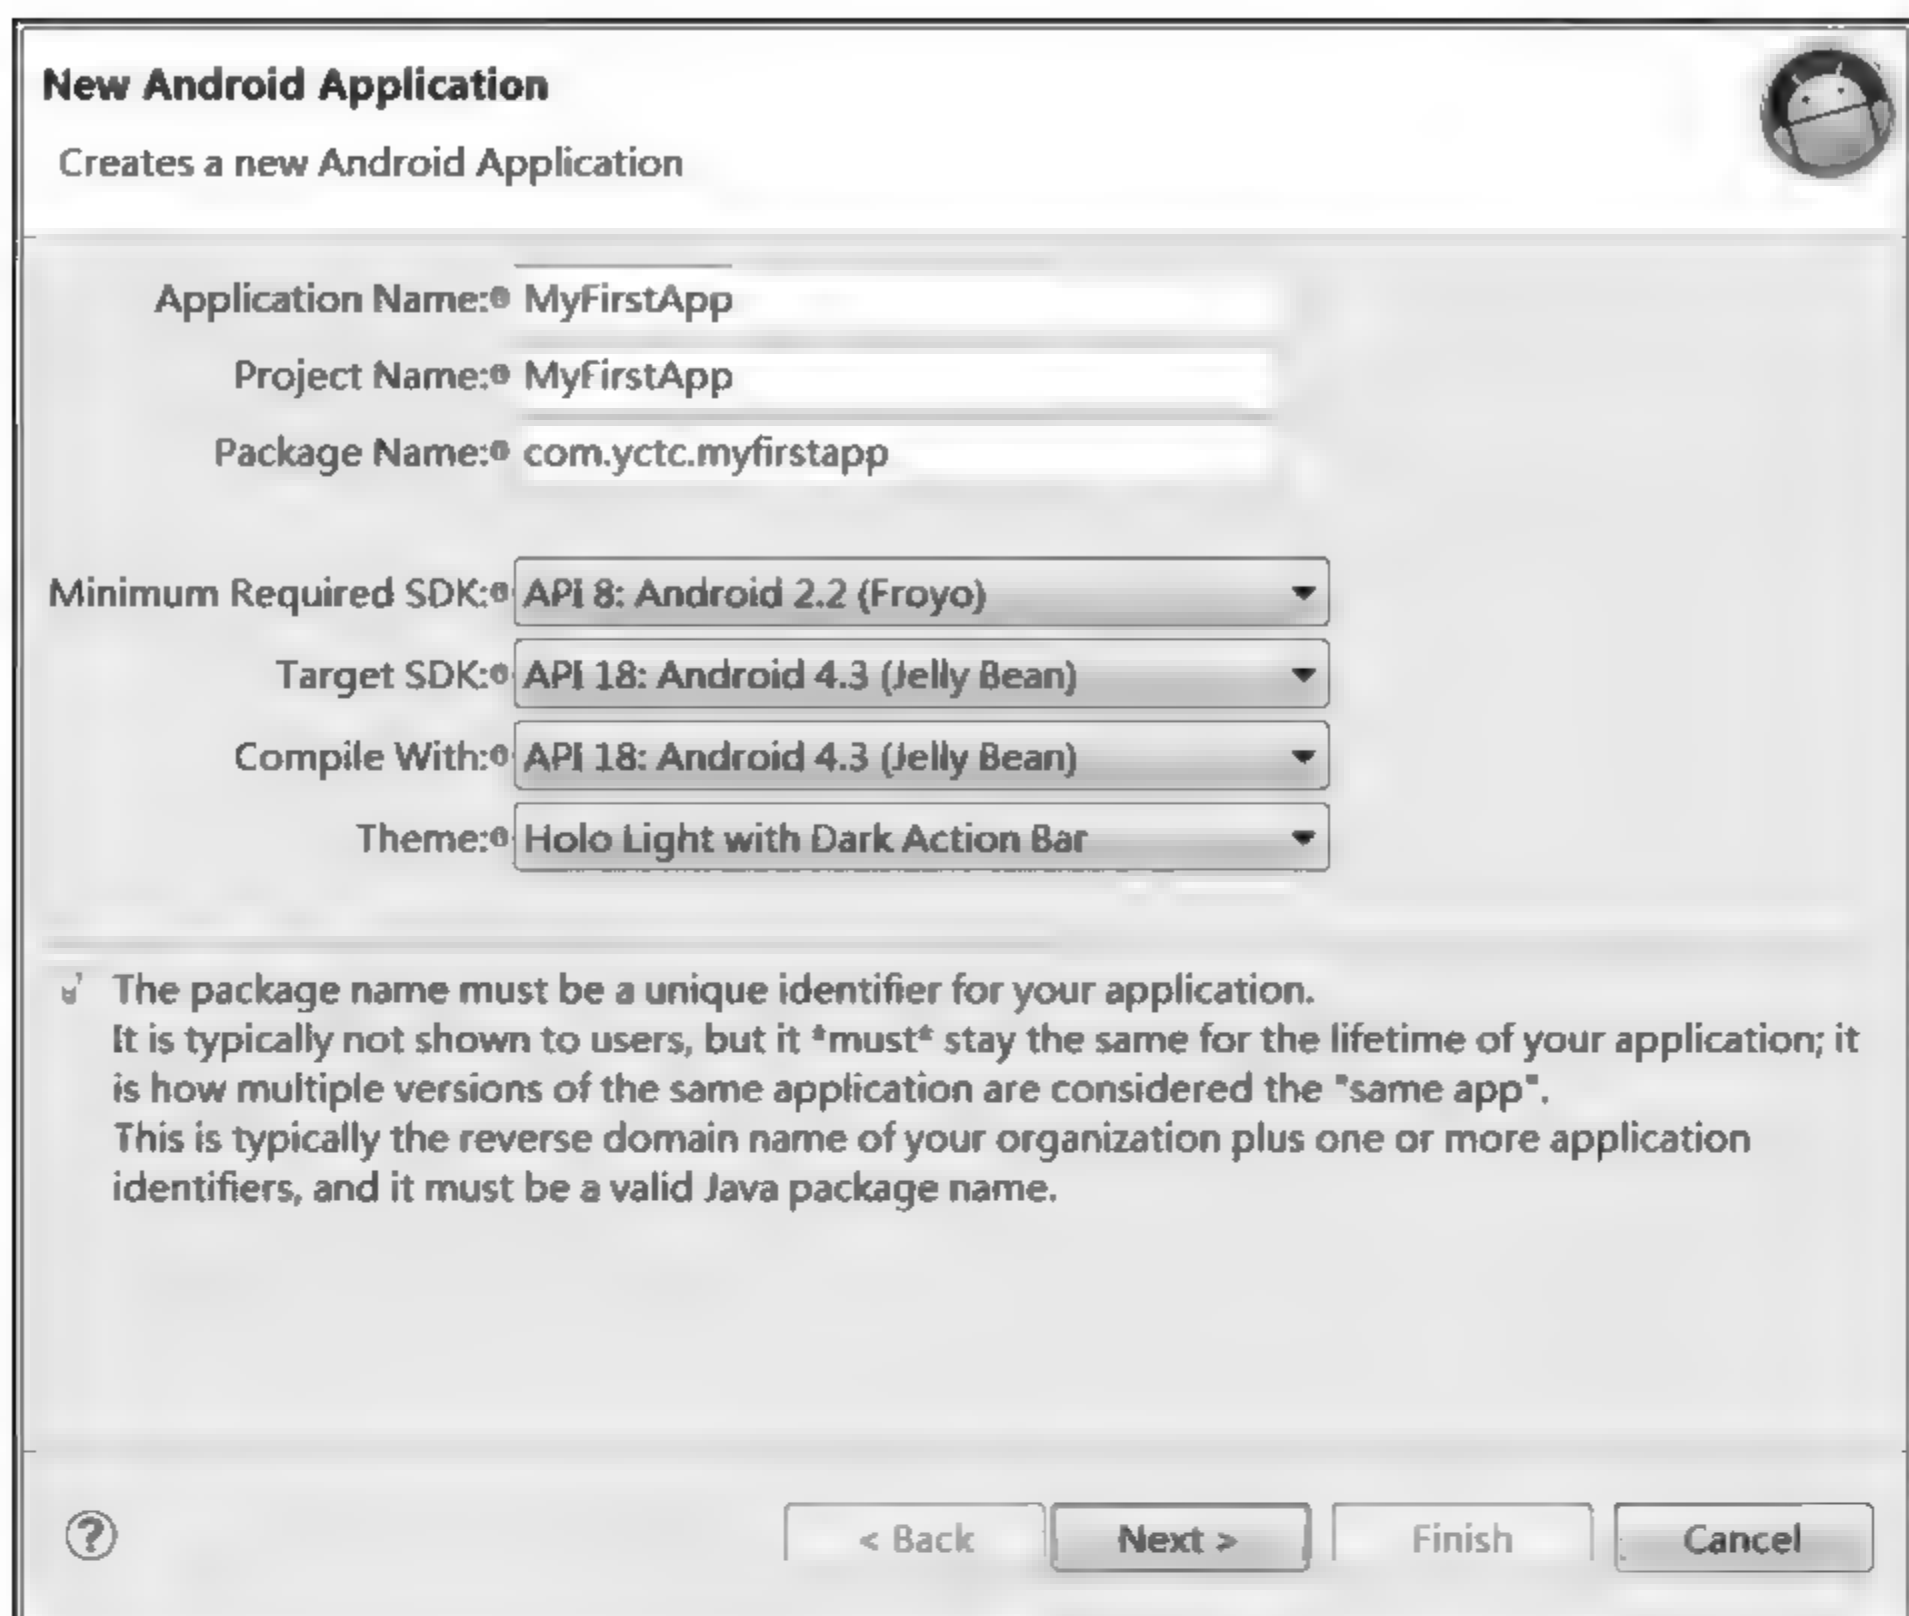 New Android Application
Creates a new Android Application
Application Name: MyFirstApp
Project Name: MyFirstApp
Package Name: com.yctc.myfirstapp
Minimum Required SDK: API 8: Android 2.2 (Froyo)
Target SDK: API 18: Android 4.3 (Jelly Bean)
Compile With: API 18: Android 4.3 (Jelly Bean)
Theme: Holo Light with Dark Action Bar
The package name must be a unique identifier for your application.
It is typically not shown to users, but it *must* stay the same for the lifetime of your application; it
is how multiple versions of the same application are considered the "same app".
This is typically the reverse domain name of your organization plus one or more application
identifiers, and it must be a valid Java package name.
? < Back Next > Finish Cancel